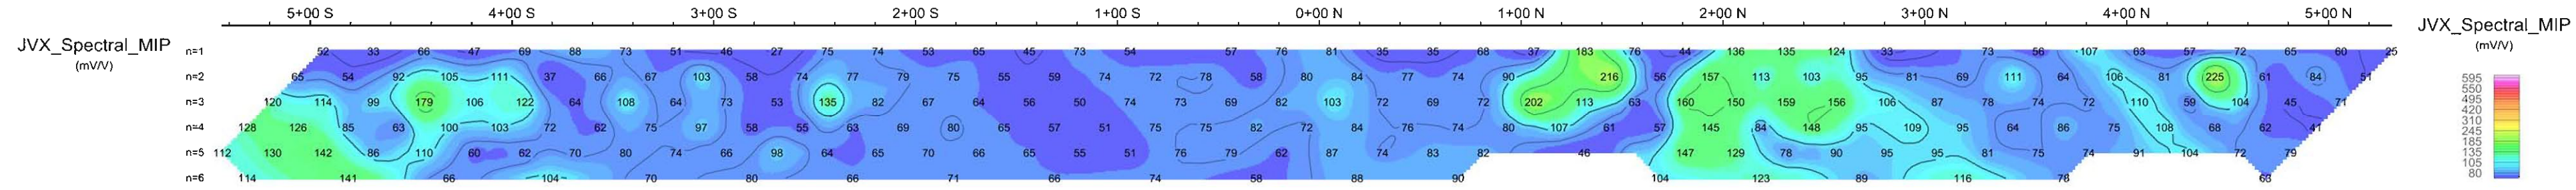 5+00 S 4+00 S 3+00 S 2+00 S 1+00 S 0+00 N 1+00 N 2+00 N 3+00 N 4+00 N 5+00 N
JVX_Spectral_MIP
(mV/V)
n=1 52 33 66 47 69 88 73 51 46 27 75 74 53 65 45 73 54 57 76 81 35 35 68 37 183 76 44 136 135 124 33 73 56 107 63 57 72 65 60 25
n=2 65 54 92 105 111 37 66 67 103 58 74 77 79 75 55 59 74 72 78 58 80 84 77 74 90 216 56 157 113 103 95 81 69 111 64 106 81 225 61 84 51
n=3 120 114 99 179 106 122 64 108 64 73 53 135 82 67 64 56 50 74 73 69 82 103 72 69 72 202 113 63 160 150 159 156 106 87 78 74 72 110 59 104 45 71
n=4 128 126 85 63 100 103 72 62 75 97 58 55 63 69 80 65 57 51 75 75 82 72 84 76 74 80 107 61 57 145 84 148 95 109 95 64 86 75 108 68 62 41
n=5 112 130 142 86 110 60 62 70 80 74 66 98 64 65 70 66 65 55 51 76 79 62 87 74 83 82 46 147 129 78 90 95 95 81 75 74 91 104 72 79
n=6 114 141 66 104 70 80 66 71 66 74 58 88 90 104 123 89 116 78 63
JVX_Spectral_MIP
(mV/V)
595
550
495
420
310
245
185
135
105
80